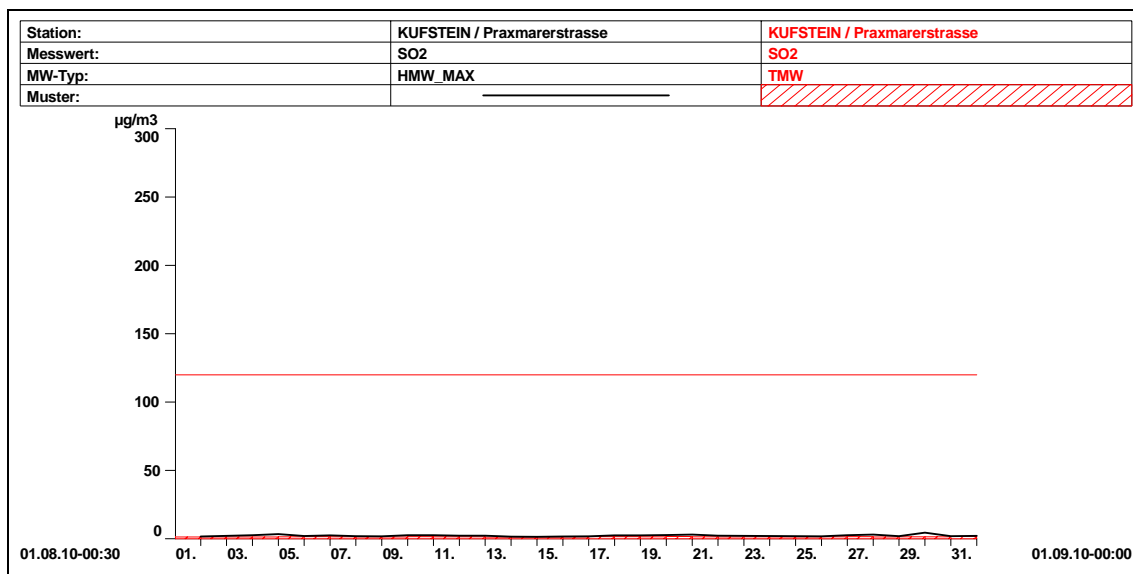 Station: KUFSTEIN / Praxmarerstrasse KUFSTEIN / Praxmarerstrasse
Messwert: SO2 SO2
MW-Typ: HMW_MAX TMW
Muster:
µg/m3
300
250
200
150
100
50
0
01.08.10-00:30 01. 03. 05. 07. 09. 11. 13. 15. 17. 19. 21. 23. 25. 27. 29. 31. 01.09.10-00:00